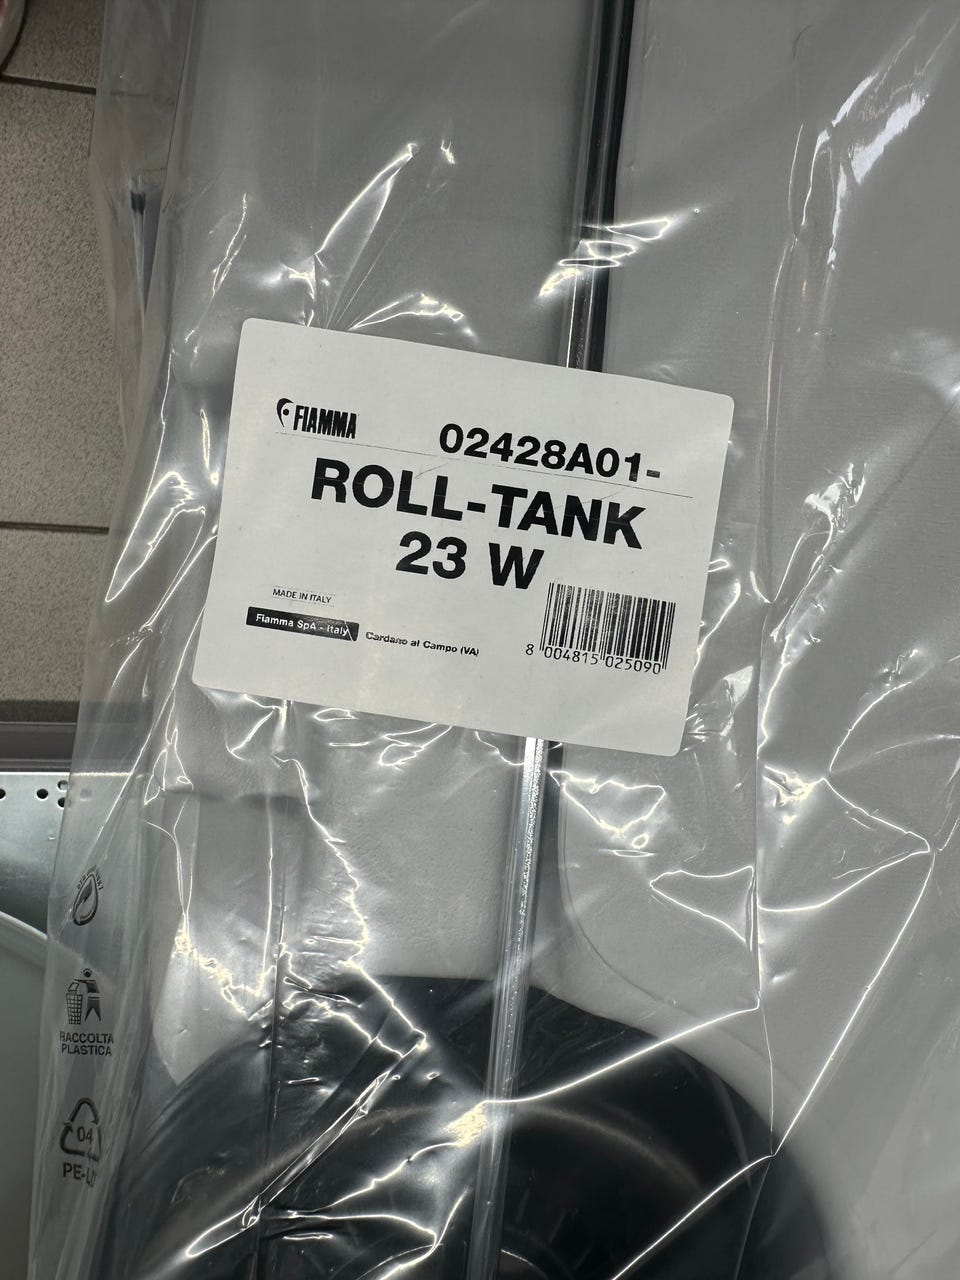 FIAMMA
02428A01-
ROLL-TANK
23 W
MADE IN ITALY
Fiamma SpA - Italy
Cardano al Campo (VA)
8 004815 025090
RACCOLTA
PLASTICA
04